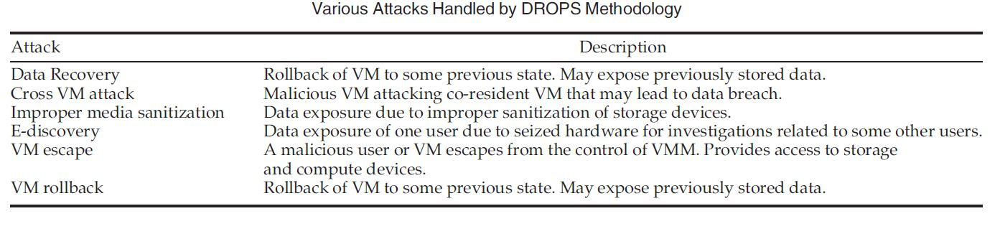 Various Attacks Handled by DROPS Methodology
Attack Description
Data Recovery Rollback of VM to some previous state. May expose previously stored data.
Cross VM attack Malicious VM attacking co-resident VM that may lead to data breach.
Improper media sanitization Data exposure due to improper sanitization of storage devices.
E-discovery Data exposure of one user due to seized hardware for investigations related to some other users.
VM escape A malicious user or VM escapes from the control of VMM. Provides access to storage
and compute devices.
VM rollback Rollback of VM to some previous state. May expose previously stored data.